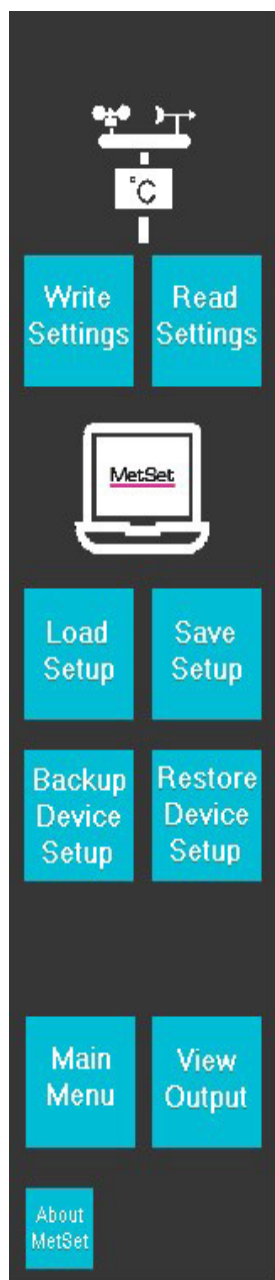 °C
Write
Settings
Read
Settings
MetSet
Load
Setup
Save
Setup
Backup
Device
Setup
Restore
Device
Setup
Main
Menu
View
Output
About
MetSet